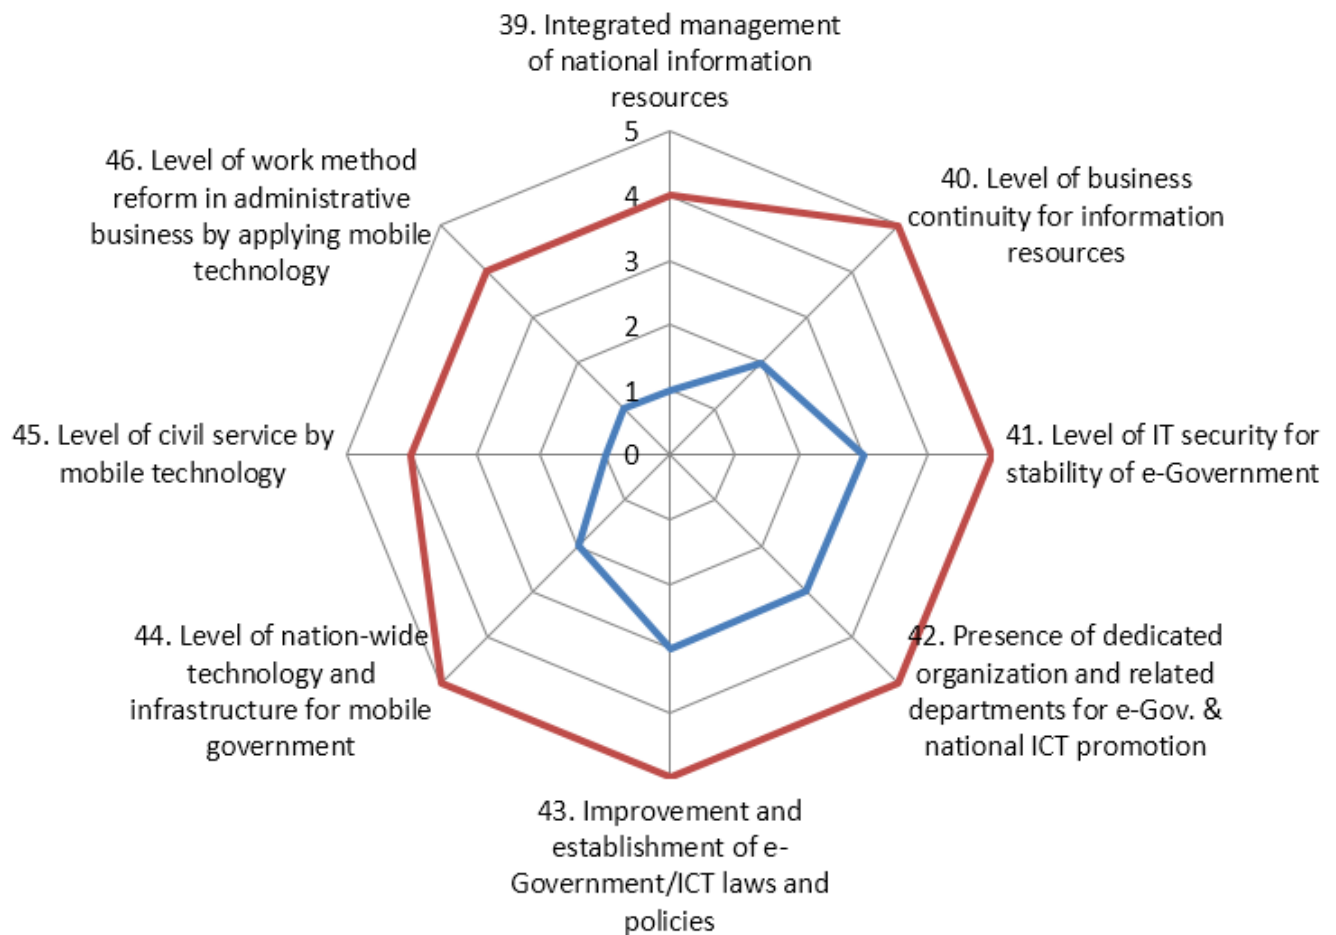 39. Integrated management
of national information
resources
5
4
3
2
1
0
40. Level of business
continuity for information
resources
41. Level of IT security for
stability of e-Government
42. Presence of dedicated
organization and related
departments for e-Gov. &
national ICT promotion
43. Improvement and
establishment of e-
Government/ICT laws and
policies
44. Level of nation-wide
technology and
infrastructure for mobile
government
45. Level of civil service by
mobile technology
46. Level of work method
reform in administrative
business by applying mobile
technology